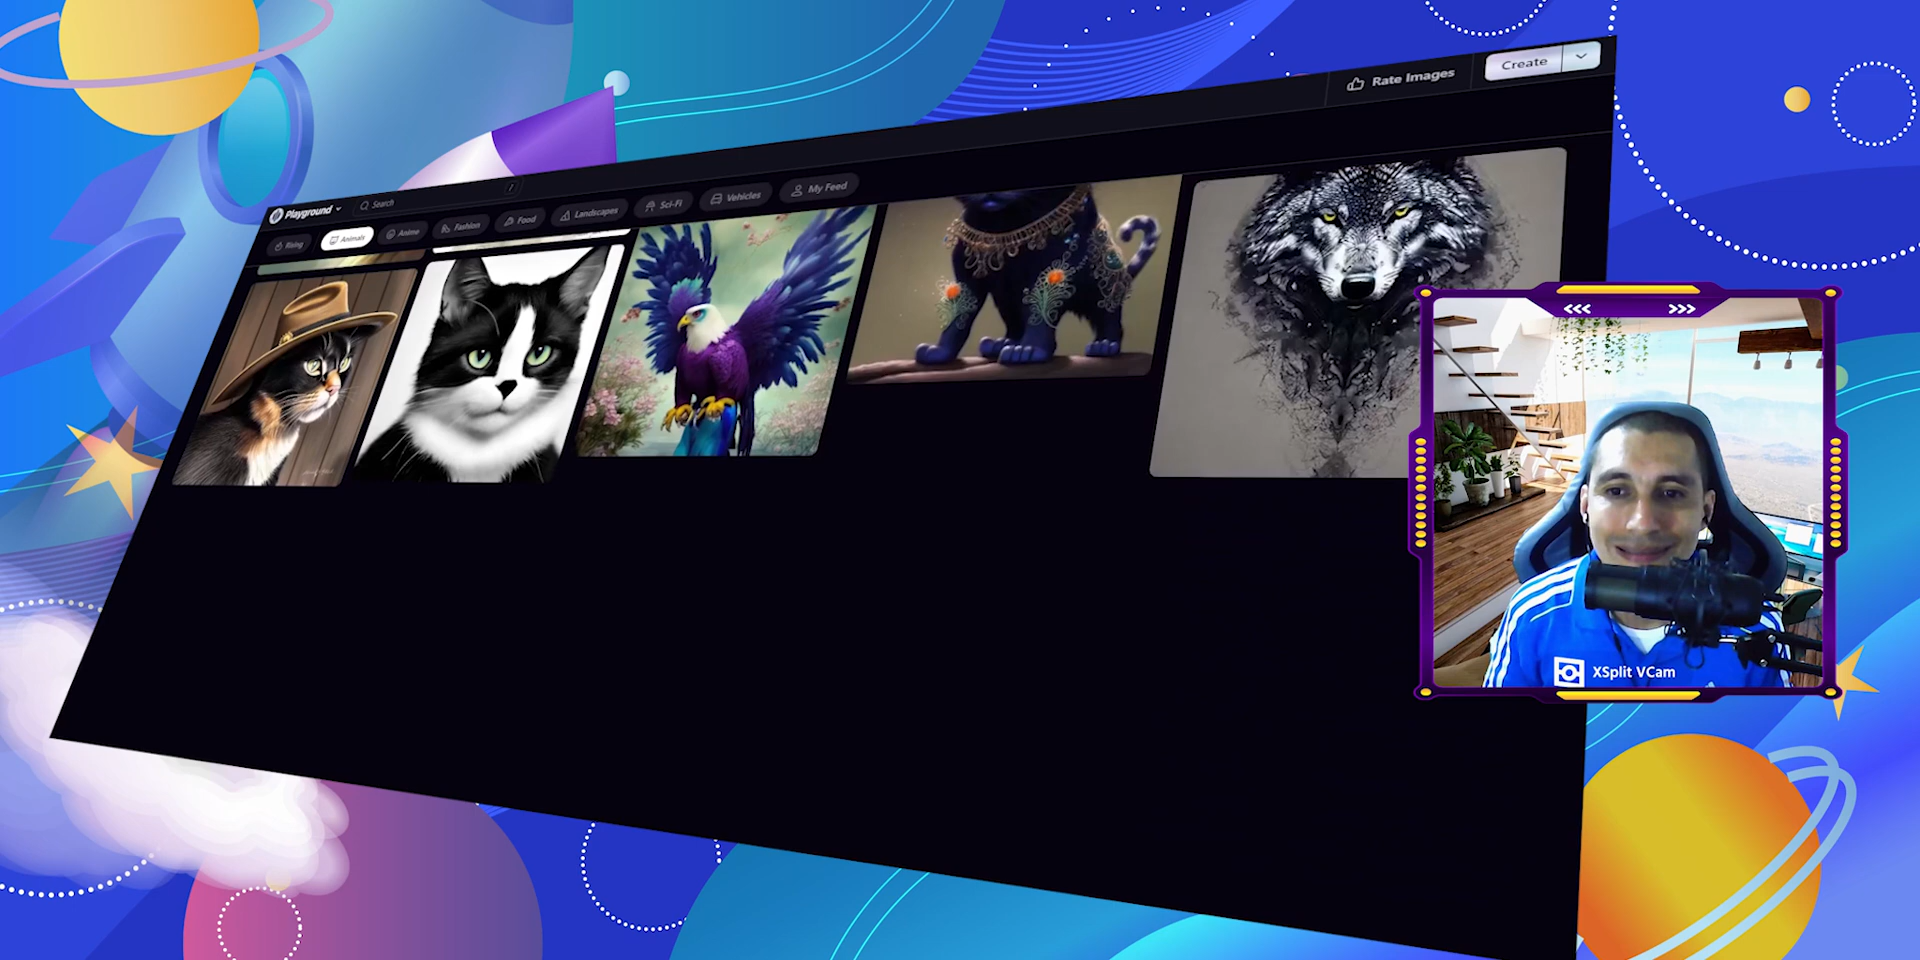 Rate Images
Create
Playground
Search
/
Rising
Animals
Anime
Fashion
Food
Landscapes
Sci-Fi
Vehicles
My Feed
<<<
>>>
XSplit VCam